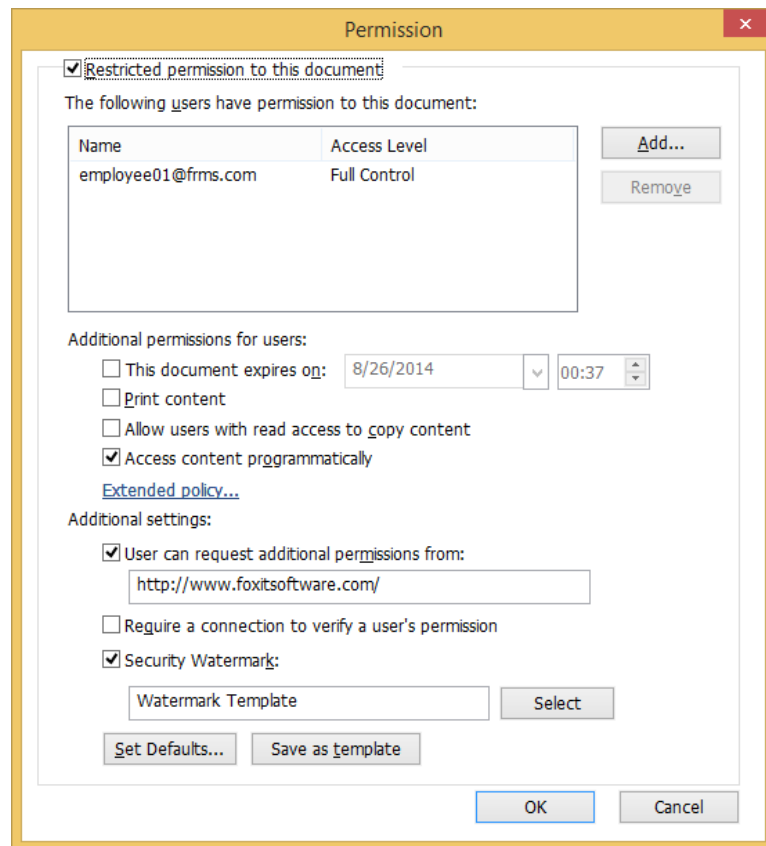 Permission
Restricted permission to this document
The following users have permission to this document:
Name Access Level
Add...
employee01@frms.com Full Control
Remove
Additional permissions for users:
This document expires on: 8/26/2014 00:37
Print content
Allow users with read access to copy content
Access content programmatically
Extended policy...
Additional settings:
User can request additional permissions from:
http://www.foxitsoftware.com/
Require a connection to verify a user's permission
Security Watermark:
Watermark Template Select
Set Defaults... Save as template
OK Cancel